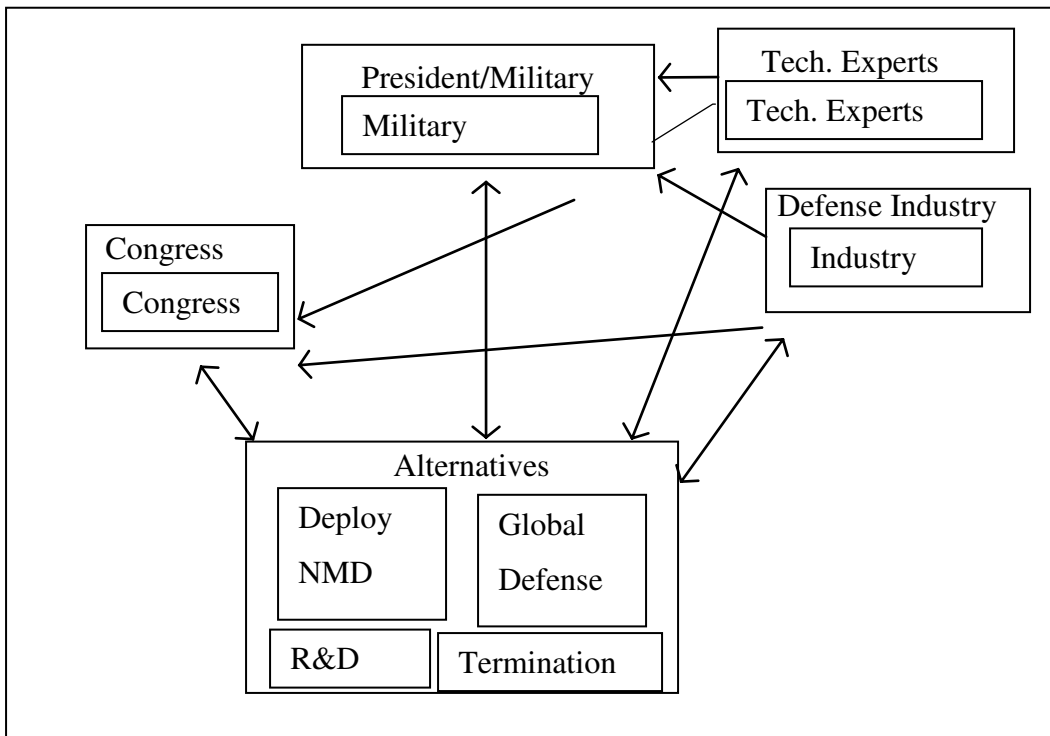 President/Military
Military
Tech. Experts
Tech. Experts
Defense Industry
Industry
Congress
Congress
Alternatives
Deploy
NMD
Global
Defense
R&D
Termination